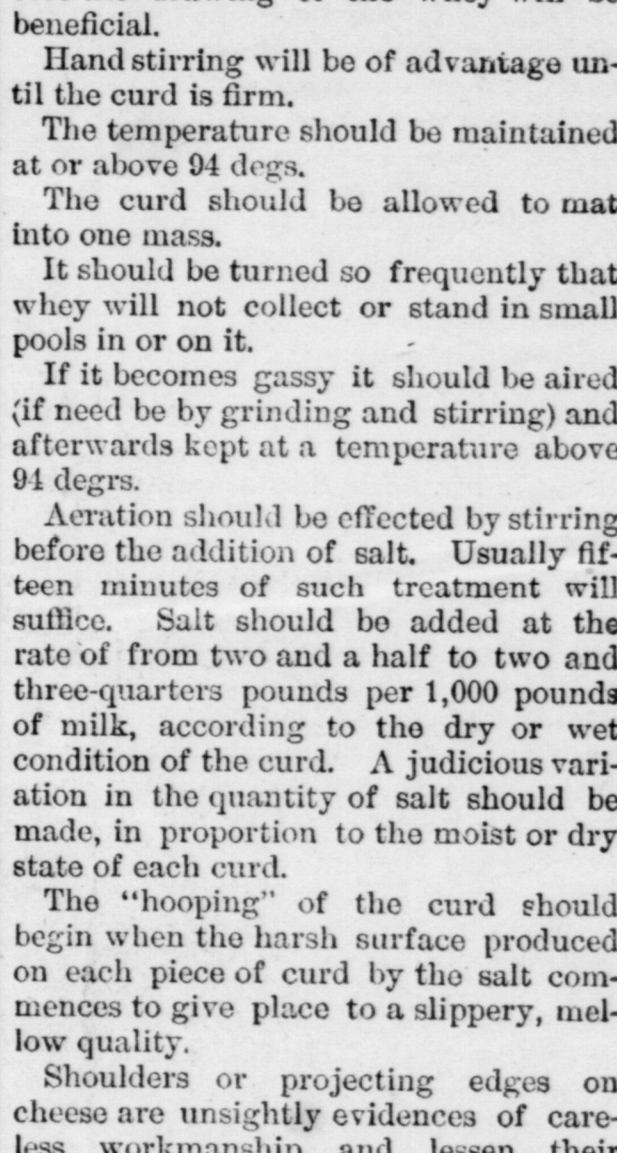 beneficial.
Hand stirring will be of advantage un-
til the curd is firm.
The temperature should be maintained
at or above 94 degs.
The curd should be allowed to mat
into one mass.
It should be turned so frequently that
whey will not collect or stand in small
pools in or on it.
If it becomes gassy it should be aired
(if need be by grinding and stirring) and
afterwards kept at a temperature above
94 degrs.
Aeration should be effected by stirring
before the addition of salt. Usually fif-
teen minutes of such treatment will
suffice. Salt should be added at the
rate of from two and a half to two and
three-quarters pounds per 1,000 pounds
of milk, according to the dry or wet
condition of the curd. A judicious vari-
ation in the quantity of salt should be
made, in proportion to the moist or dry
state of each curd.
The "hooping" of the curd should
begin when the harsh surface produced
on each piece of curd by the salt com-
mences to give place to a slippery, mel-
low quality.
Shoulders or projecting edges on
cheese are unsightly evidences of care-
less workmanship and lessen their